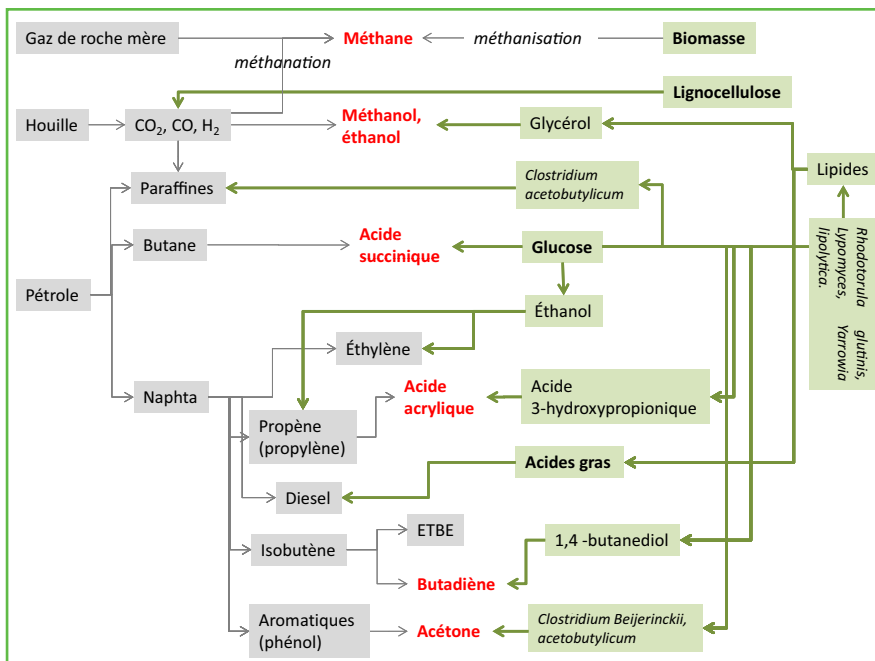 Gaz de roche mère
Méthane
méthanisation
Biomasse
méthanation
Lignocellulose
Houille
CO₂, CO, H₂
Méthanol,
éthanol
Glycérol
Paraffines
Clostridium
acetobutylicum
Lipides
Butane
Acide
succinique
Glucose
Rhodotorula glutinis,
Lypomyces, Yarrowia
lipolytica.
Pétrole
Éthanol
Éthylène
Naphta
Acide
acrylique
Acide
3-hydroxypropionique
Propène
(propylène)
Acides gras
Diesel
ETBE
Isobutène
1,4 -butanediol
Butadiène
Aromatiques
(phénol)
Acétone
Clostridium Beijerinckii,
acetobutylicum